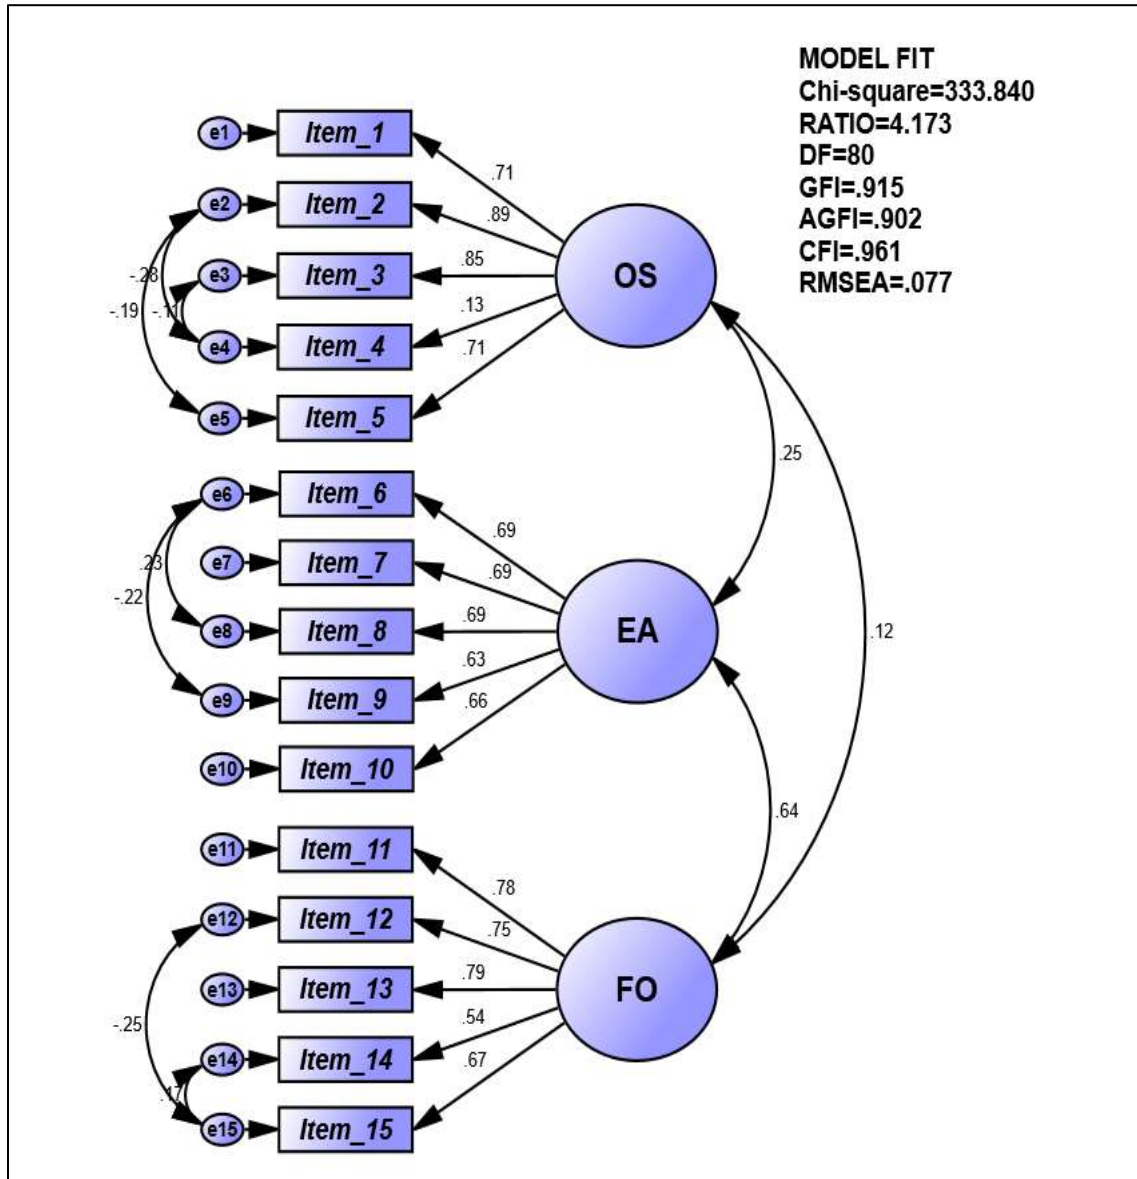 MODEL FIT
Chi-square=333.840
RATIO=4.173
DF=80
GFI=.915
AGFI=.902
CFI=.961
RMSEA=.077
e1 Item_1
.71
e2 Item_2
.89
-.28
e3 Item_3
.85
OS
-.19
-.11
.13
e4 Item_4
.71
e5 Item_5
.25
e6 Item_6
.69
.23
e7 Item_7
.69
-.22
e8 Item_8
.69
EA
.12
.63
e9 Item_9
.66
e10 Item_10
.64
e11 Item_11
.78
e12 Item_12
.75
e13 Item_13
.79
FO
-.25
.54
e14 Item_14
.67
.17
e15 Item_15